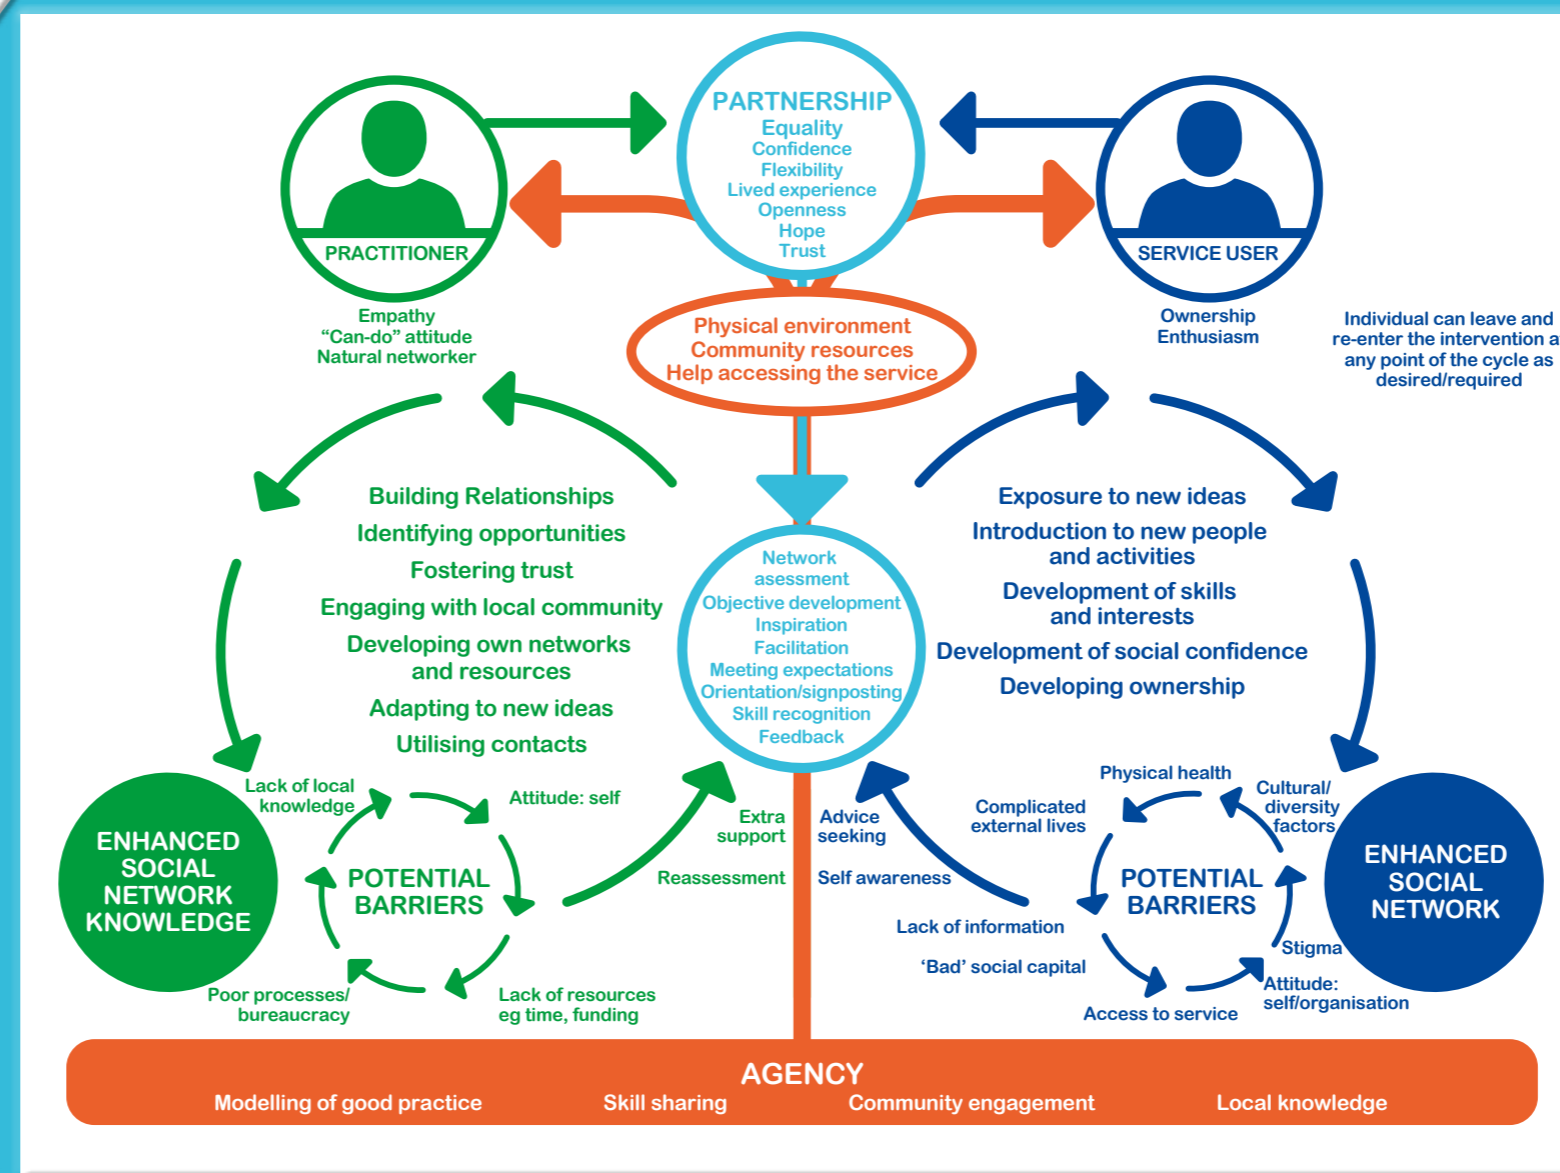 PARTNERSHIP
Equality
Confidence
Flexibility
Lived experience
Openness
Hope
Trust
PRACTITIONER
Empathy
“Can-do” attitude
Natural networker
SERVICE USER
Ownership
Enthusiasm
Individual can leave and
re-enter the intervention a
any point of the cycle as
desired/required
Physical environment
Community resources
Help accessing the service
Building Relationships
Identifying opportunities
Fostering trust
Engaging with local community
Developing own networks
and resources
Adapting to new ideas
Utilising contacts
Network
asessment
Objective development
Inspiration
Facilitation
Meeting expectations
Orientation/signposting
Skill recognition
Feedback
Exposure to new ideas
Introduction to new people
and activities
Development of skills
and interests
Development of social confidence
Developing ownership
ENHANCED
SOCIAL
NETWORK
KNOWLEDGE
Lack of local
knowledge
Attitude: self
POTENTIAL
BARRIERS
Poor processes/
bureaucracy
Lack of resources
eg time, funding
Extra
support
Reassessment
Advice
seeking
Self awareness
Physical health
Complicated
external lives
Cultural/
diversity
factors
POTENTIAL
BARRIERS
Lack of information
‘Bad’ social capital
Access to service
Stigma
Attitude:
self/organisation
ENHANCED
SOCIAL
NETWORK
AGENCY
Modelling of good practice
Skill sharing
Community engagement
Local knowledge